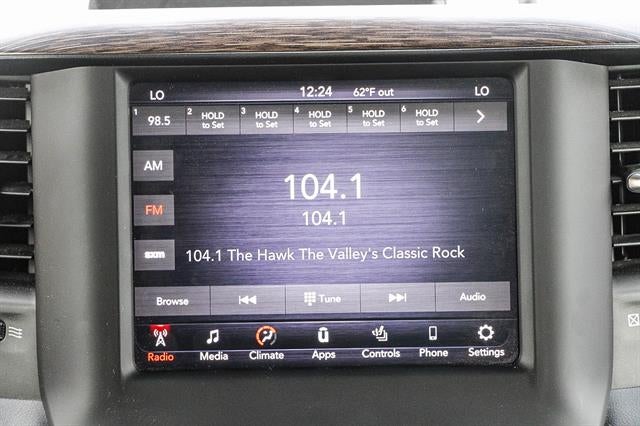 LO 12:24 62°F out LO
1 98.5 2 HOLD to Set 3 HOLD to Set 4 HOLD to Set 5 HOLD to Set 6 HOLD to Set
AM
104.1
FM
104.1
sxm
104.1 The Hawk The Valley's Classic Rock
Browse Tune Audio
Radio Media Climate Apps Controls Phone Settings